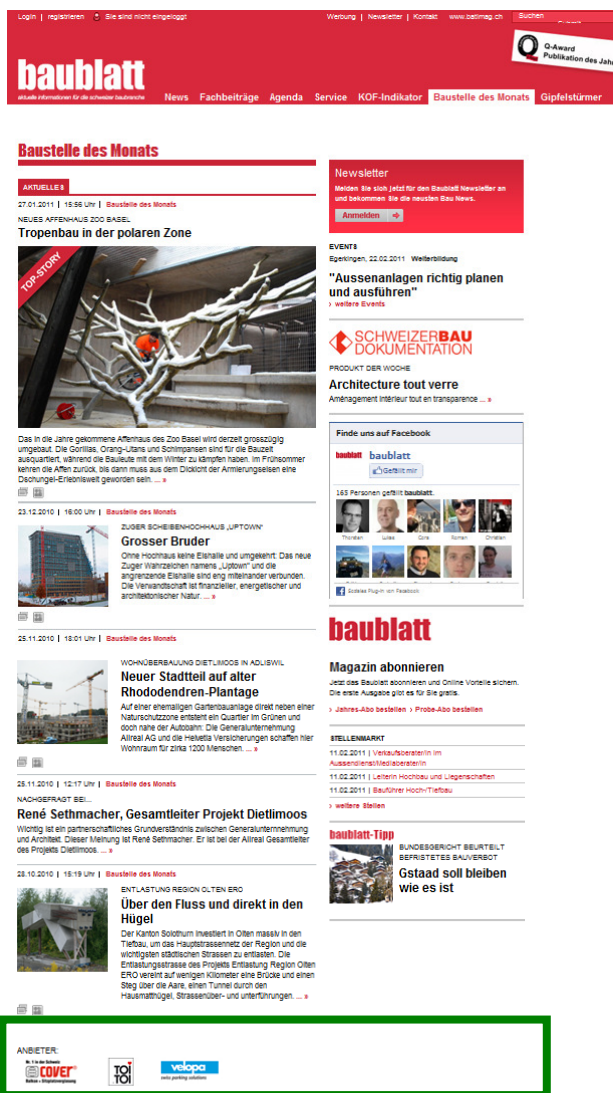 Login | registrieren Sie sind nicht eingeloggt
Werbung | Newsletter | Kontakt www.batimag.ch Suchen
Q-Award
Publikation des Jah
baublatt
aktuelle informationen für die schweizer baubranche
News Fachbeiträge Agenda Service KOF-Indikator Baustelle des Monats Gipfelstürmer
Baustelle des Monats
AKTUELLES
27.01.2011 | 15:56 Uhr | Baustelle des Monats
NEUES AFFENHAUS ZOO BASEL
Tropenbau in der polaren Zone
TOP-STORY
Das in die Jahre gekommene Affenhaus des Zoo Basel wird derzeit grosszügig
umgebaut. Die Gorillas, Orang-Utans und Schimpansen sind für die Bauzeit
ausquartiert, während die Bauleute mit dem Winter zu kämpfen haben. Im Frühsommer
kehren die Affen zurück, bis dann muss aus dem Dickicht der Armierungseisen eine
Dschungel-Erlebniswelt geworden sein. ... »
23.12.2010 | 16:00 Uhr | Baustelle des Monats
ZUGER SCHEIBENHOCHHAUS „UPTOWN"
Grosser Bruder
Ohne Hochhaus keine Eishalle und umgekehrt: Das neue
Zuger Wahrzeichen namens „Uptown" und die
angrenzende Eishalle sind eng miteinander verbunden.
Die Verwandtschaft ist finanzieller, energetischer und
architektonischer Natur. ... »
25.11.2010 | 18:01 Uhr | Baustelle des Monats
WOHNÜBERBAUUNG DIETLIMOOS IN ADLISWIL
Neuer Stadtteil auf alter
Rhododendren-Plantage
Auf einer ehemaligen Gartenbauanlage direkt neben einer
Naturschutzzone entsteht ein Quartier im Grünen und
doch nahe der Autobahn: Die Generalunternehmung
Allreal AG und die Helvetia Versicherungen schaffen hier
Wohnraum für zirka 1200 Menschen. ... »
25.11.2010 | 12:17 Uhr | Baustelle des Monats
NACHGEFRAGT BEI...
René Sethmacher, Gesamtleiter Projekt Dietlimoos
Wichtig ist ein partnerschaftliches Grundverständnis zwischen Generalunternehmung
und Architekt. Dieser Meinung ist René Sethmacher. Er ist bei der Allreal Gesamtleiter
des Projekts Dietlimoos. ... »
28.10.2010 | 15:19 Uhr | Baustelle des Monats
ENTLASTUNG REGION OLTEN ERO
Über den Fluss und direkt in den
Hügel
Der Kanton Solothurn investiert in Olten massiv in den
Tiefbau, um das Hauptstrassennetz der Region und die
wichtigsten städtischen Strassen zu entlasten. Die
Entlastungsstrasse des Projekts Entlastung Region Olten
ERO vereint auf wenigen Kilometer eine Brücke und einen
Steg über die Aare, einen Tunnel durch den
Hausmatthügel, Strassenüber- und unterführungen. ... »
Newsletter
Melden Sie sich jetzt für den Baublatt Newsletter an
und bekommen Sie die neusten Bau News.
Anmelden
EVENTS
Egerkingen, 22.02.2011 Weiterbildung
"Aussenanlagen richtig planen
und ausführen"
› weitere Events
SCHWEIZERBAU
DOKUMENTATION
PRODUKT DER WOCHE
Architecture tout verre
Aménagement intérieur tout en transparence ... »
Finde uns auf Facebook
baublatt baublatt
Gefällt mir
165 Personen gefällt baublatt.
Thorsten Lukas Cora Roman Christian
Soziales Plug-in von Facebook
baublatt
Magazin abonnieren
Jetzt das Baublatt abonnieren und Online Vorteile sichern.
Die erste Ausgabe gibt es für Sie gratis.
› Jahres-Abo bestellen › Probe-Abo bestellen
STELLENMARKT
11.02.2011 | Verkaufsberater/in im
Aussendienst/Mediaberater/in
11.02.2011 | Leiterin Hochbau und Liegenschaften
11.02.2011 | Bauführer Hoch-/Tiefbau
› weitere Stellen
baublatt-Tipp
BUNDESGERICHT BEURTEILT
BEFRISTETES BAUVERBOT
Gstaad soll bleiben
wie es ist
ANBIETER:
Nr. 1 in der Schweiz
COVER
Balkon + Sitzplatzverglasung
TOI
TOI
velopa
swiss parking solutions